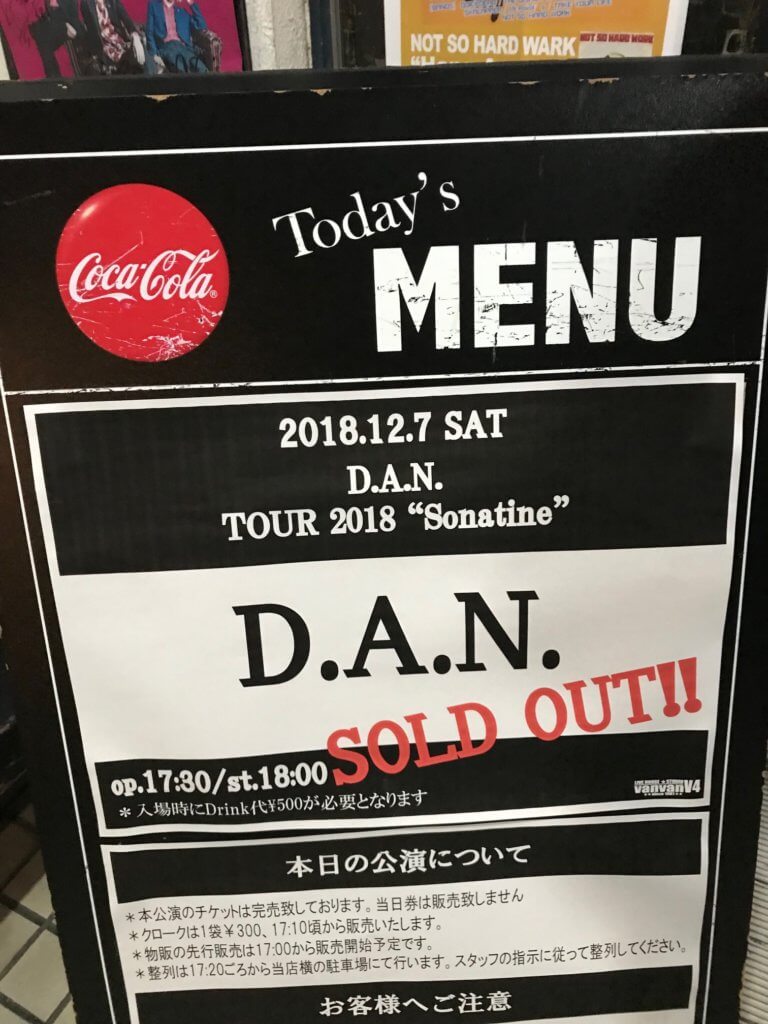 NOT SO HARD WARK
NOT SO HARD WORK
Coca-Cola
Today's
MENU
2018.12.7 SAT
D.A.N.
TOUR 2018 “Sonatine”
D.A.N.
SOLD OUT!!
op.17:30/st.18:00
＊入場時にDrink代¥500が必要となります
LIVE HOUSE ★ STUDIO
vanvanV4
本日の公演について
＊本公演のチケットは完売致しております。当日券は販売致しません
＊クロークは1袋￥300、17:10頃から販売いたします。
＊物販の先行販売は17:00から販売開始予定です。
＊整列は17:20ごろから当店横の駐車場にて行います。スタッフの指示に従って整列してください。
お客様へご注意